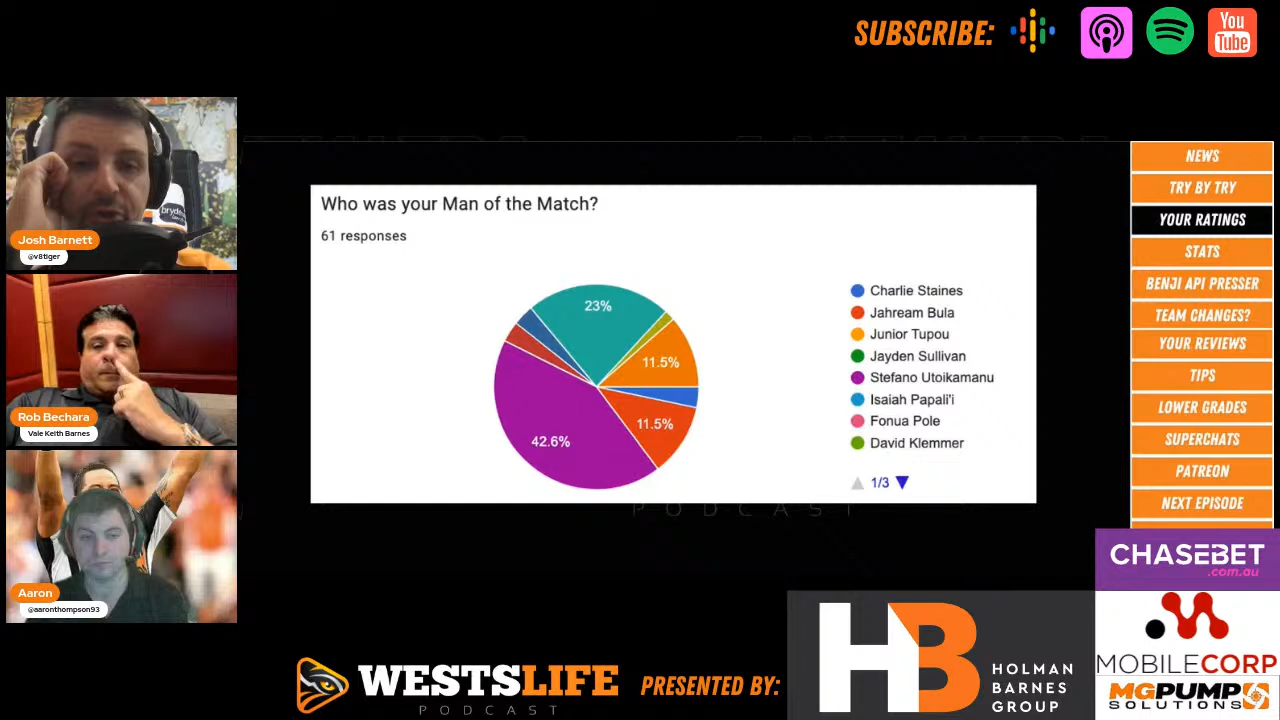 SUBSCRIBE:
You
Tube
Josh Barnett
@v8tiger
Rob Bechara
Vale Keith Barnes
Aaron
@aaronthompson93
Who was your Man of the Match?
61 responses
23%
11.5%
11.5%
42.6%
Charlie Staines
Jahream Bula
Junior Tupou
Jayden Sullivan
Stefano Utoikamanu
Isaiah Papali'i
Fonua Pole
David Klemmer
1/3
PODCAST
NEWS
TRY BY TRY
YOUR RATINGS
STATS
BENJI API PRESSER
TEAM CHANGES?
YOUR REVIEWS
TIPS
LOWER GRADES
SUPERCHATS
PATREON
NEXT EPISODE
CHASEBET
.com.au
MOBILECORP
MGPUMP
SOLUTIONS
WESTSLIFE
PODCAST
PRESENTED BY:
HB
HOLMAN
BARNES
GROUP